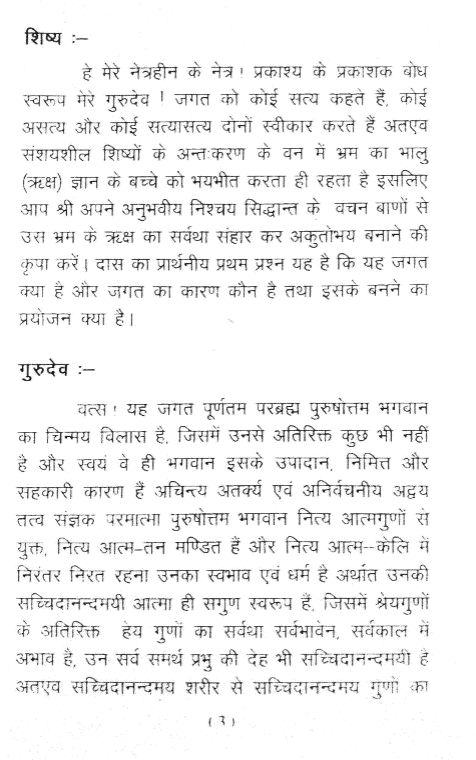 शिष्य :—
हे मेरे नेत्रहीन के नेत्र! प्रकाश्य के प्रकाशक बोध
स्वरूप मेरे गुरुदेव ! जगत को कोई सत्य कहते हैं, कोई
असत्य और कोई सत्यासत्य दोनों स्वीकार करते हैं अतएव
संशयशील शिष्यों के अन्तःकरण के वन में भ्रम का भालु
(ऋक्ष) ज्ञान के बच्चे को भयभीत करता ही रहता है इसलिए
आप श्री अपने अनुभवीय निश्चय सिद्धान्त के वचन बाणों से
उस भ्रम के ऋक्ष का सर्वथा संहार कर अकुतोभय बनाने की
कृपा करें। दास का प्रार्थनीय प्रथम प्रश्न यह है कि यह जगत
क्या है और जगत का कारण कौन है तथा इसके बनने का
प्रयोजन क्या है।
गुरुदेव :—
वत्स! यह जगत पूर्णतम परब्रह्म पुरुषोत्तम भगवान
का चिन्मय विलास है, जिसमें उनसे अतिरिक्त कुछ भी नहीं
है और स्वयं वे ही भगवान इसके उपादान, निमित्त और
सहकारी कारण हैं अचिन्त्य अतर्क्य एवं अनिर्वचनीय अद्वय
तत्व संज्ञक परमात्मा पुरुषोत्तम भगवान नित्य आत्मगुणों से
युक्त, नित्य आत्म–तन मण्डित हैं और नित्य आत्म--केलि में
निरंतर निरत रहना उनका स्वभाव एवं धर्म है अर्थात उनकी
सच्चिदानन्दमयी आत्मा ही सगुण स्वरूप हैं, जिसमें श्रेयगुणों
के अतिरिक्त हेय गुणों का सर्वथा सर्वभावेन, सर्वकाल में
अभाव है, उन सर्व समर्थ प्रभु की देह भी सच्चिदानन्दमयी है
अतएव सच्चिदानन्दमय शरीर से सच्चिदानन्दमय गुणों का
(3)